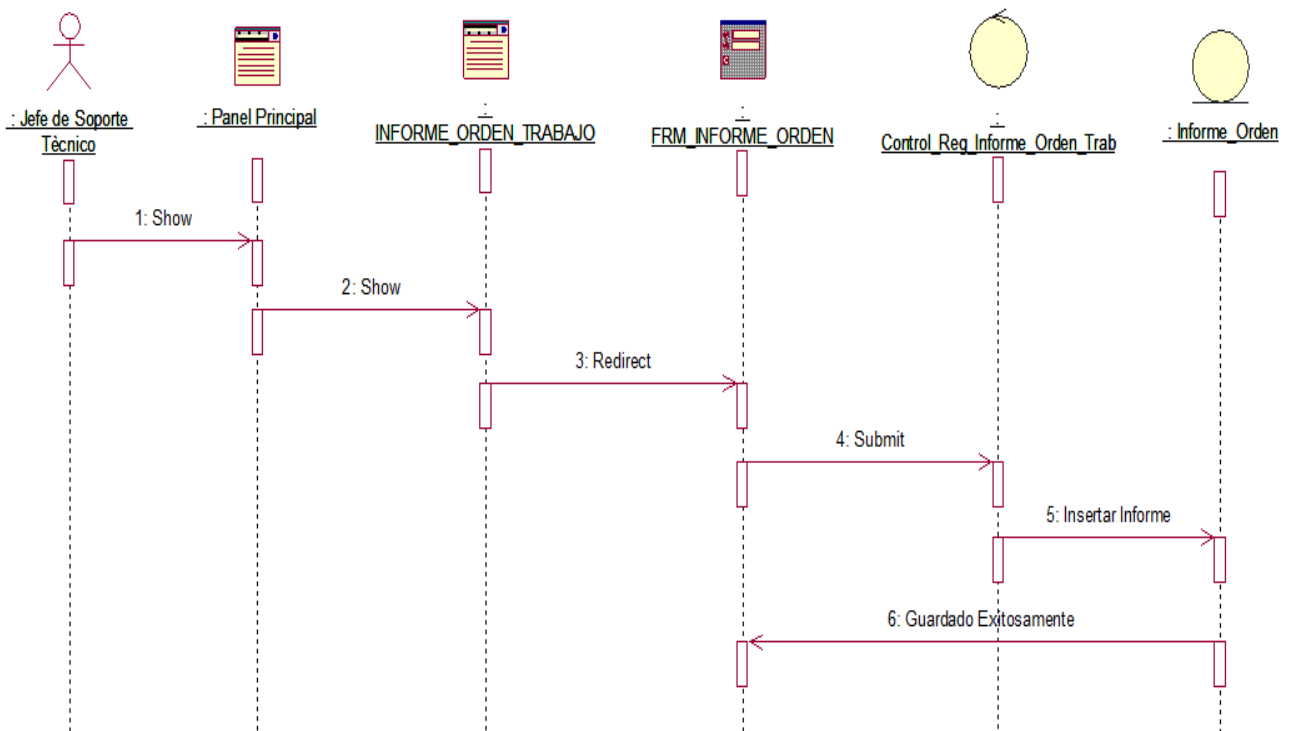 : Jefe de Soporte
Tècnico
: Panel Principal
:
INFORME_ORDEN_TRABAJO
:
FRM_INFORME_ORDEN
:
Control_Reg_Informe_Orden_Trab
: Informe_Orden
1: Show
2: Show
3: Redirect
4: Submit
5: Insertar Informe
6: Guardado Exitosamente